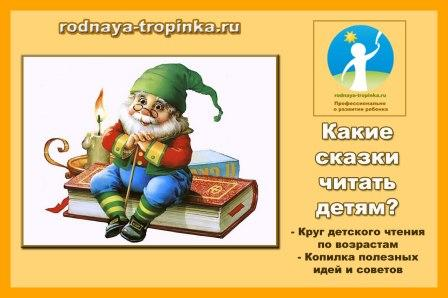 rodnaya-tropinka.ru
rodnaya-tropinka.ru
Профессионально
о развитии ребенка
Какие
сказки
читать
детям?
- Круг детского чтения
по возрастам
- Копилка полезных
идей и советов